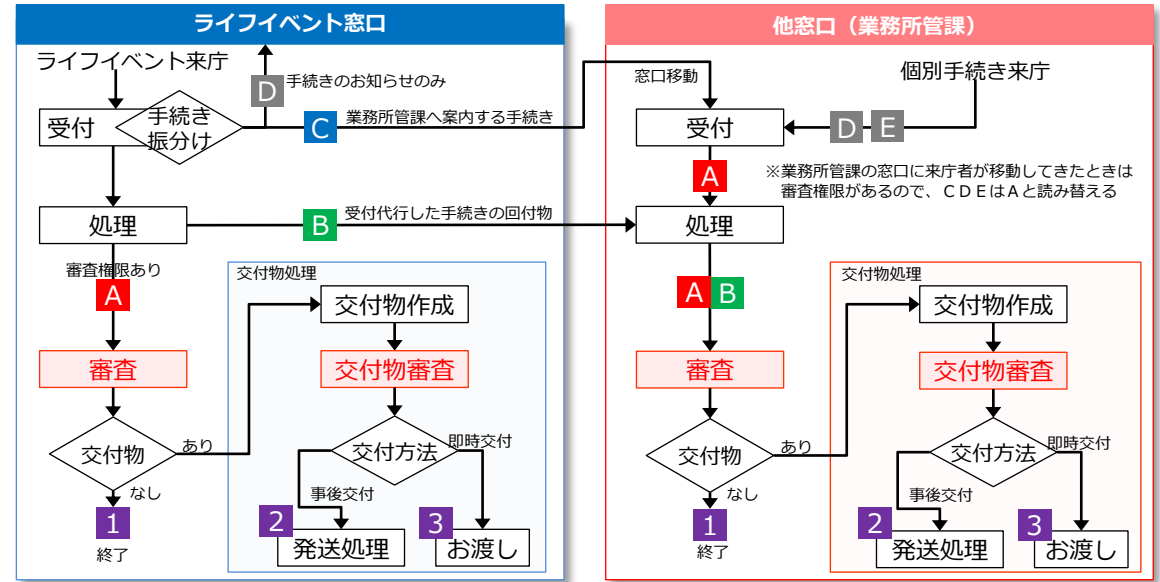 ライフイベント窓口
ライフイベント来庁
D
手続きのお知らせのみ
受付
手続き
振分け
C
業務所管課へ案内する手続き
処理
B
受付代行した手続きの回付物
審査権限あり
A
審査
交付物
あり
なし
1
終了
交付物処理
交付物作成
交付物審査
交付方法
即時交付
事後交付
2
発送処理
3
お渡し
他窓口（業務所管課）
窓口移動
個別手続き来庁
受付
D E
A
※業務所管課の窓口に来庁者が移動してきたときは
審査権限があるので、ＣＤＥはＡと読み替える
処理
A B
審査
交付物
あり
なし
1
終了
交付物処理
交付物作成
交付物審査
交付方法
即時交付
事後交付
2
発送処理
3
お渡し